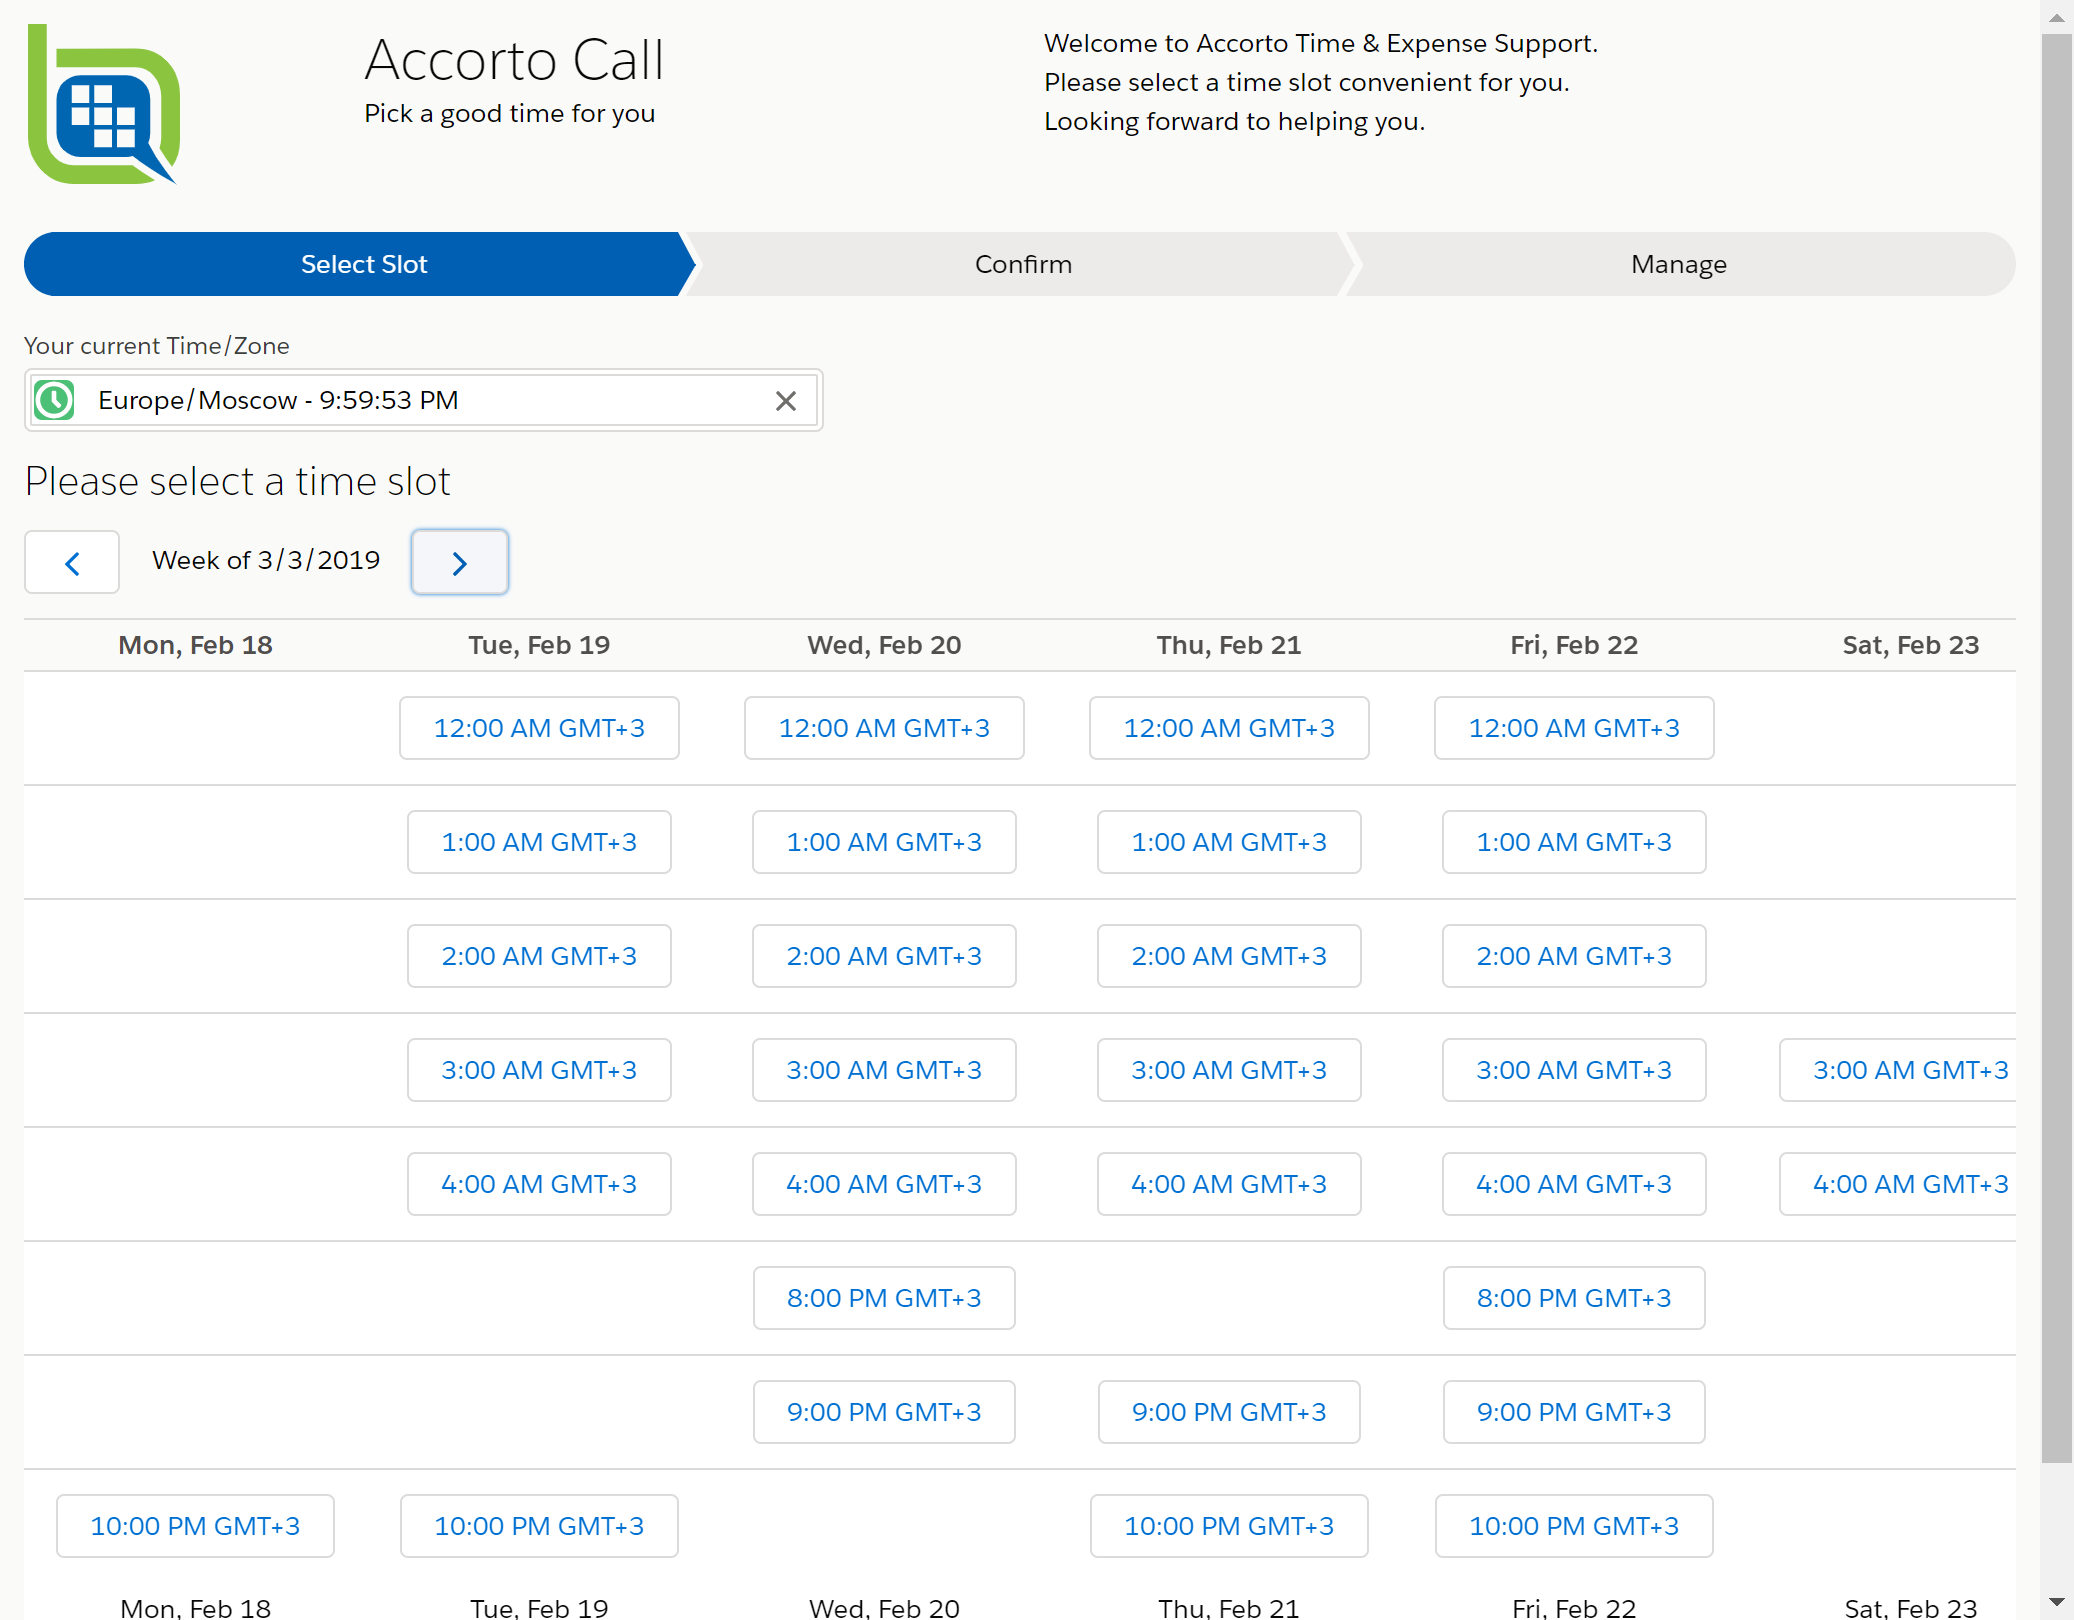 Accorto Call
Pick a good time for you
Welcome to Accorto Time & Expense Support.
Please select a time slot convenient for you.
Looking forward to helping you.
Select Slot Confirm Manage
Your current Time/Zone
Europe/Moscow - 9:59:53 PM
Please select a time slot
Week of 3/3/2019
Mon, Feb 18 Tue, Feb 19 Wed, Feb 20 Thu, Feb 21 Fri, Feb 22 Sat, Feb 23
12:00 AM GMT+3 12:00 AM GMT+3 12:00 AM GMT+3 12:00 AM GMT+3
1:00 AM GMT+3 1:00 AM GMT+3 1:00 AM GMT+3 1:00 AM GMT+3
2:00 AM GMT+3 2:00 AM GMT+3 2:00 AM GMT+3 2:00 AM GMT+3
3:00 AM GMT+3 3:00 AM GMT+3 3:00 AM GMT+3 3:00 AM GMT+3 3:00 AM GMT+3
4:00 AM GMT+3 4:00 AM GMT+3 4:00 AM GMT+3 4:00 AM GMT+3 4:00 AM GMT+3
8:00 PM GMT+3 8:00 PM GMT+3
9:00 PM GMT+3 9:00 PM GMT+3 9:00 PM GMT+3
10:00 PM GMT+3 10:00 PM GMT+3 10:00 PM GMT+3 10:00 PM GMT+3
Mon, Feb 18 Tue, Feb 19 Wed, Feb 20 Thu, Feb 21 Fri, Feb 22 Sat, Feb 23